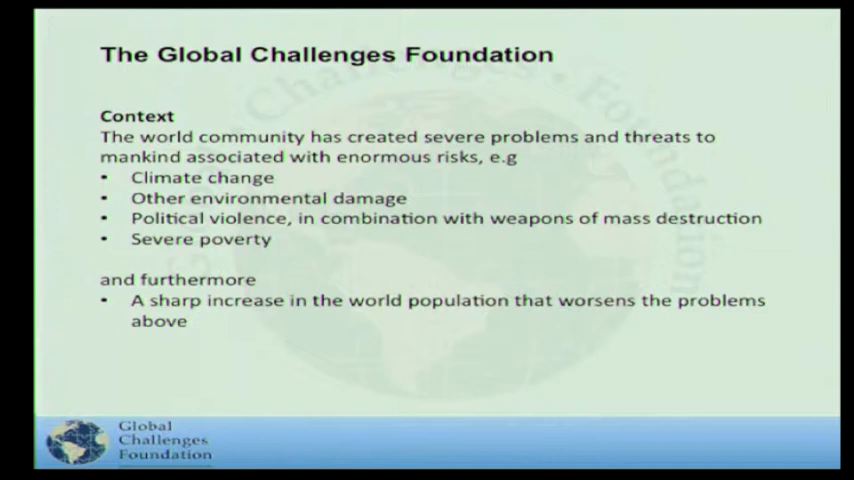 The Global Challenges Foundation
Context
The world community has created severe problems and threats to
mankind associated with enormous risks, e.g
• Climate change
• Other environmental damage
• Political violence, in combination with weapons of mass destruction
• Severe poverty
and furthermore
• A sharp increase in the world population that worsens the problems
above
Global
Challenges
Foundation